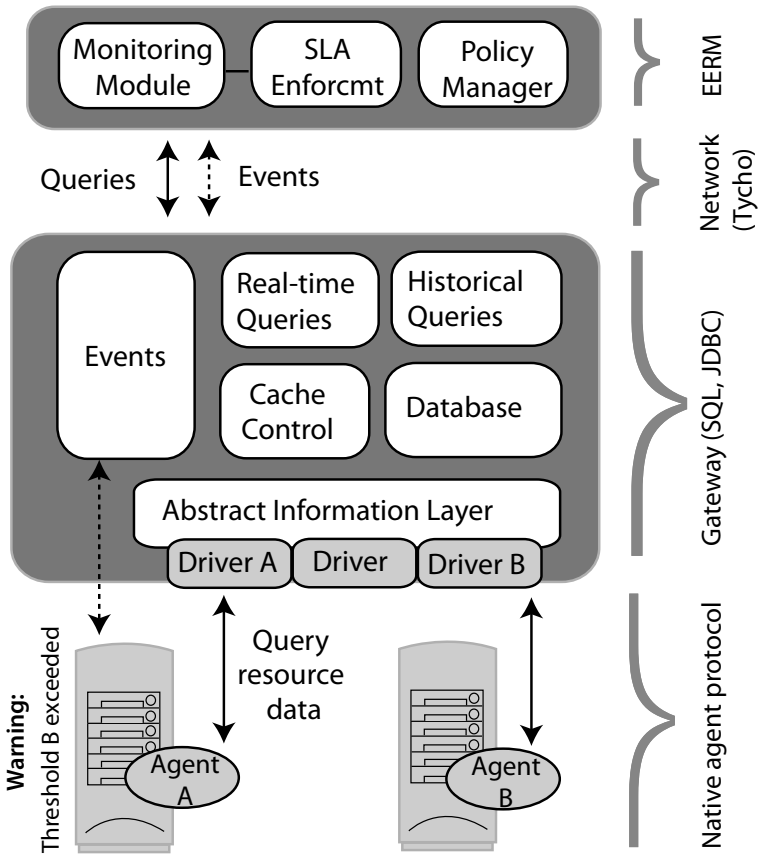 Monitoring
Module
SLA
Enforcmt
Policy
Manager
EERM
Queries
Events
Network
(Tycho)
Events
Real-time
Queries
Historical
Queries
Cache
Control
Database
Abstract Information Layer
Driver A
Driver
Driver B
Gateway (SQL, JDBC)
Warning:
Threshold B exceeded
Query
resource
data
Agent
A
Agent
B
Native agent protocol